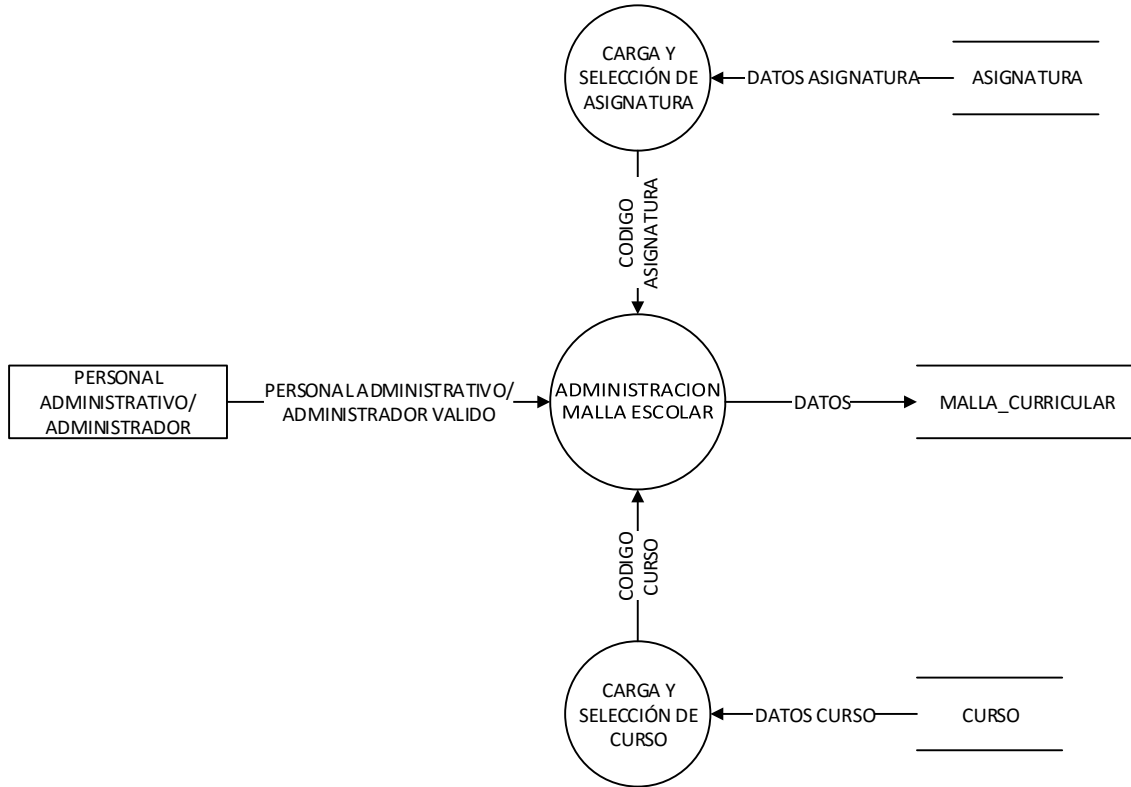 CARGA Y
SELECCIÓN DE
ASIGNATURA
DATOS ASIGNATURA
ASIGNATURA
CODIGO
ASIGNATURA
PERSONAL
ADMINISTRATIVO/
ADMINISTRADOR
PERSONAL ADMINISTRATIVO/
ADMINISTRADOR VALIDO
ADMINISTRACION
MALLA ESCOLAR
DATOS
MALLA_CURRICULAR
CODIGO
CURSO
CARGA Y
SELECCIÓN DE
CURSO
DATOS CURSO
CURSO